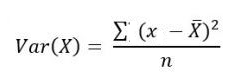 Var(X) = ∑ (x − X̄)² / n